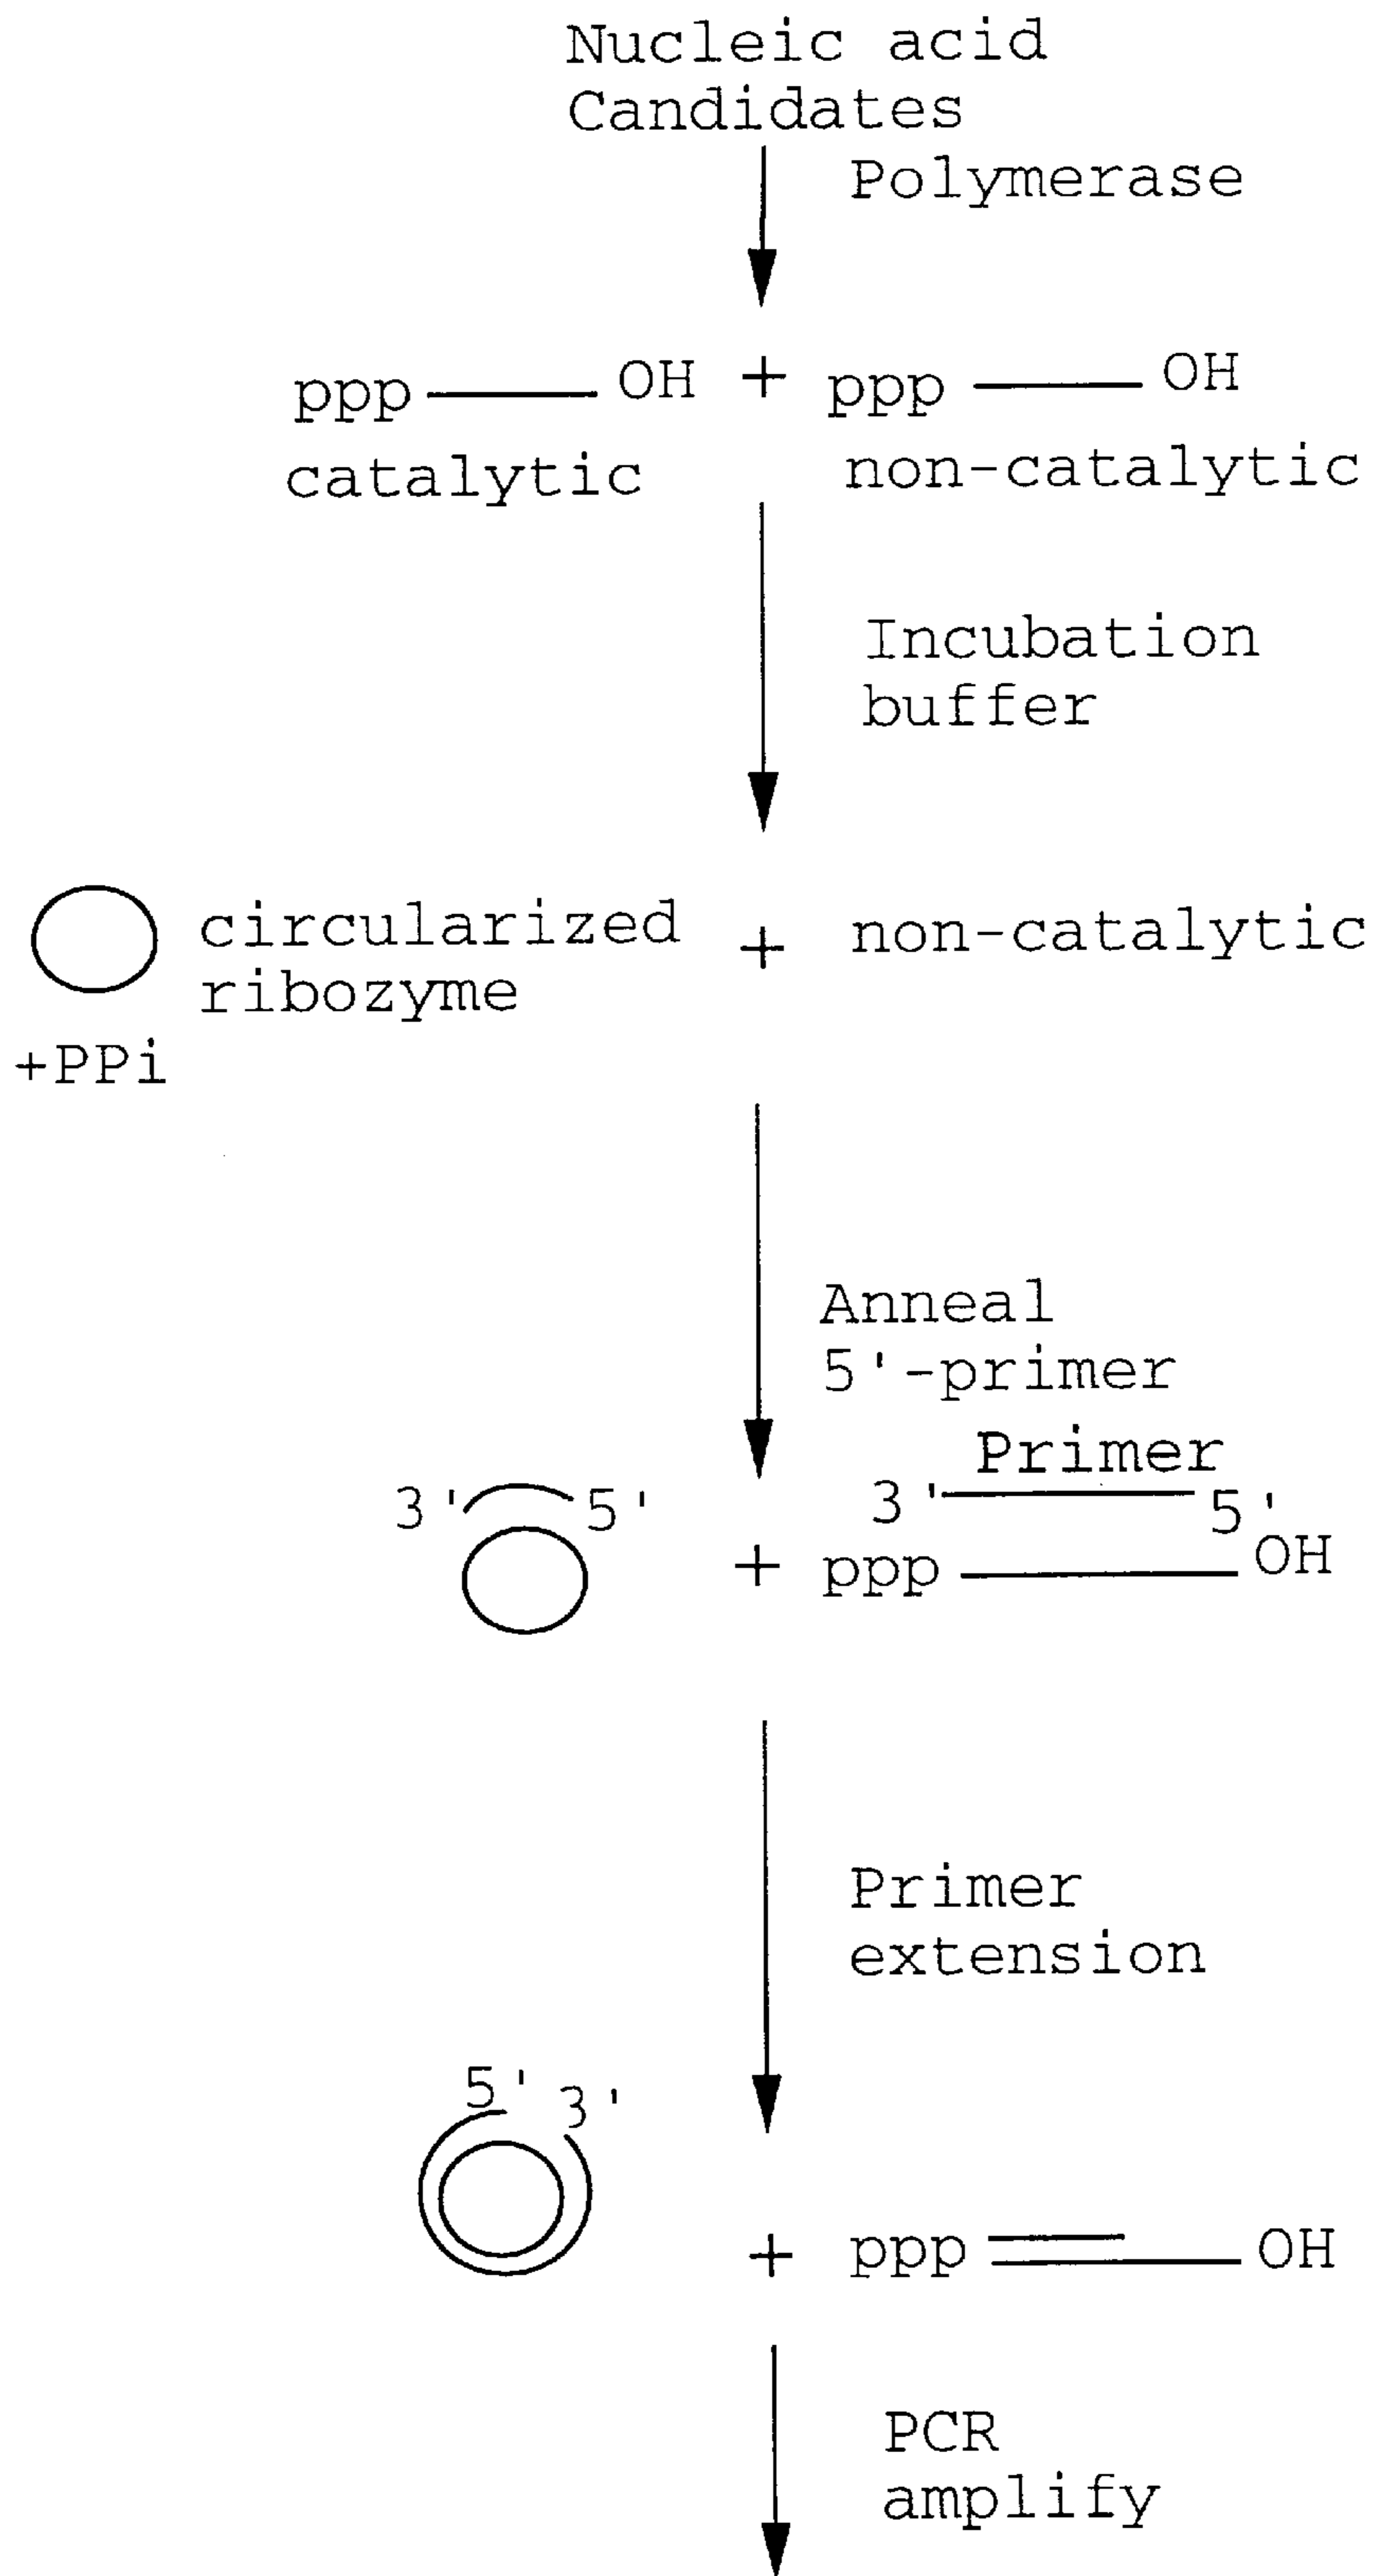 Nucleic acid
Candidates
Polymerase
ppp OH + ppp OH
catalytic
non-catalytic
Incubation
buffer
circularized + non-catalytic
ribozyme
+PPi
Anneal
5'-primer
Primer
3' 5' 3' 5'
+ ppp OH
Primer
extension
5' 3'
+ ppp OH
PCR
amplify